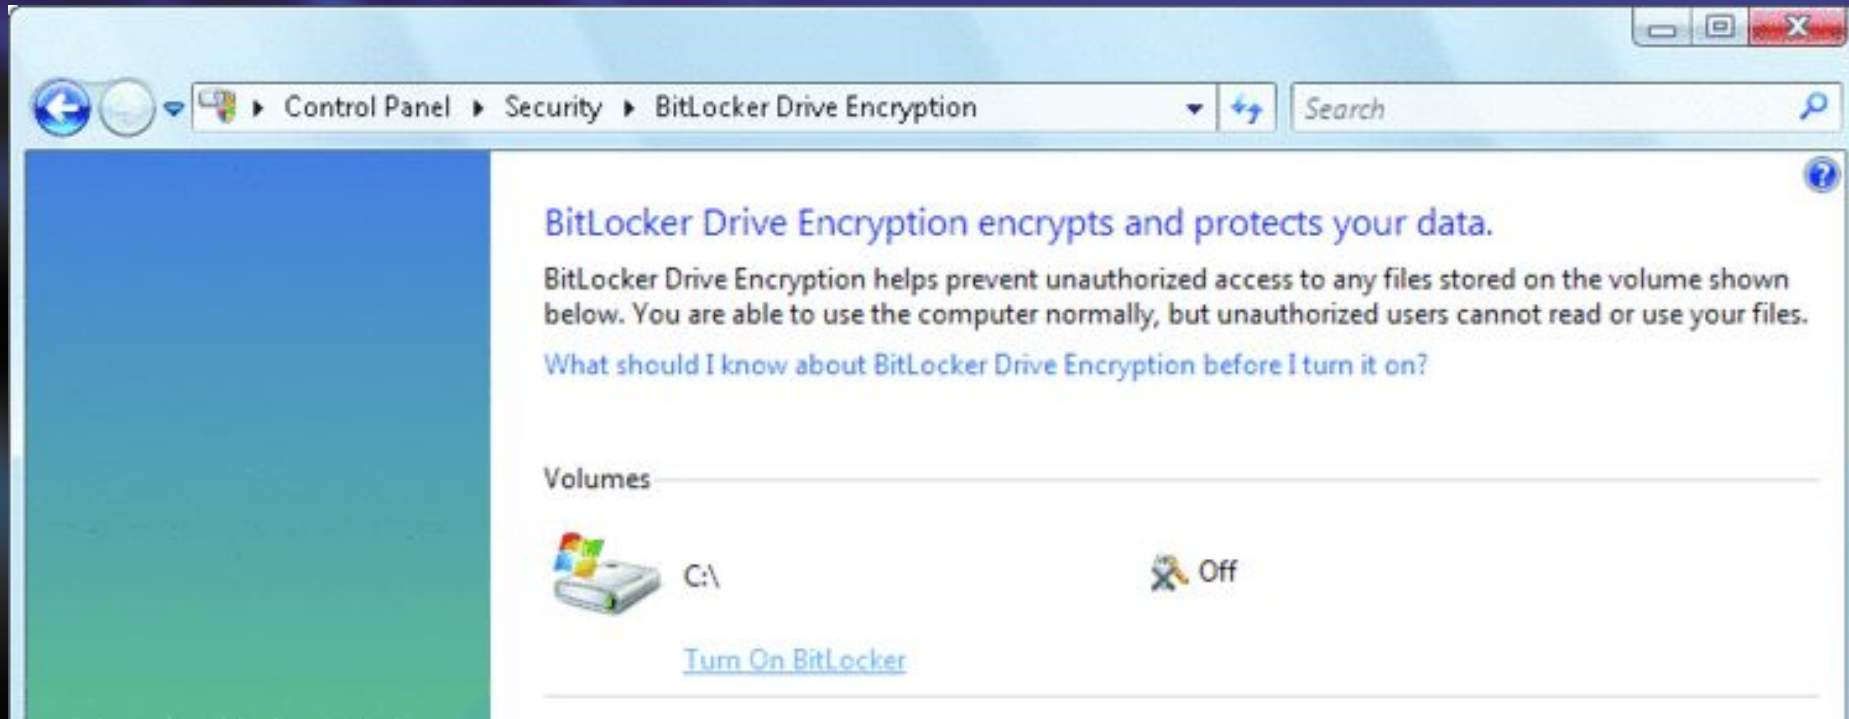 Control Panel Security BitLocker Drive Encryption Search
BitLocker Drive Encryption encrypts and protects your data.
BitLocker Drive Encryption helps prevent unauthorized access to any files stored on the volume shown
below. You are able to use the computer normally, but unauthorized users cannot read or use your files.
What should I know about BitLocker Drive Encryption before I turn it on?
Volumes
C:\ Off
Turn On BitLocker